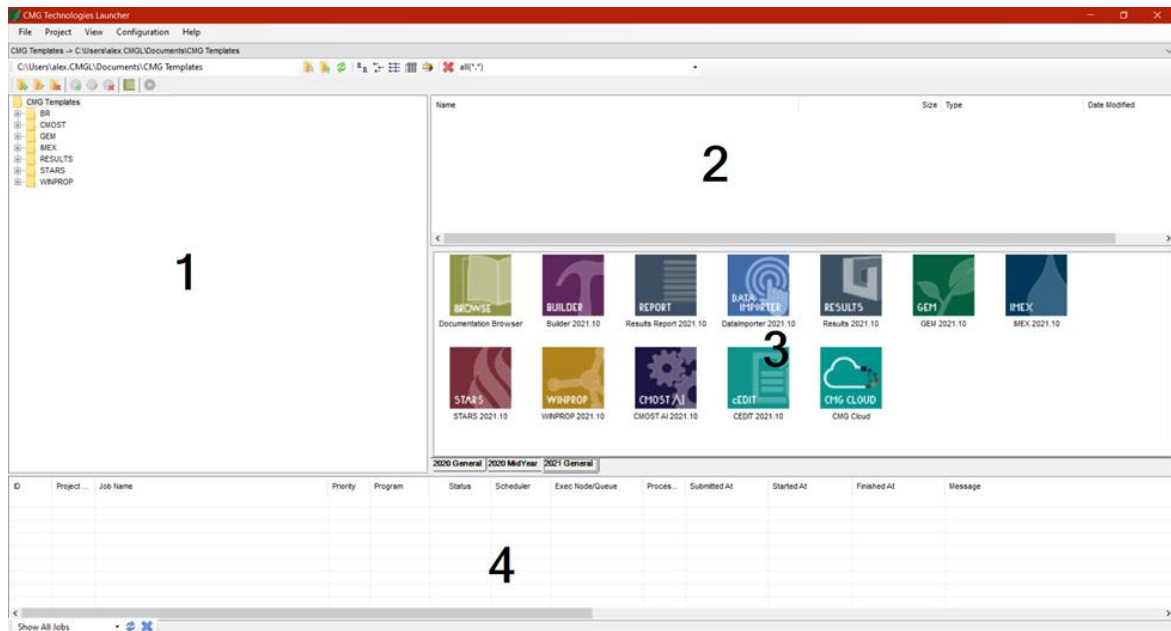 CMG Technologies Launcher
File Project View Configuration Help
CMG Templates -> C:\Users\alex.CMGL\Documents\CMG Templates
C:\Users\alex.CMGL\Documents\CMG Templates all(*.*)
CMG Templates
BR
CMOST
GEM
IMEX
RESULTS
STARS
WINPROP
1
Name Size Type Date Modified
2
BROWSE BUILDER REPORT DATA IMPORTER RESULTS GEM IMEX
Documentation Browser Builder 2021.10 Results Report 2021.10 DataImporter 2021.10 Results 2021.10 GEM 2021.10 IMEX 2021.10
3
STARS WINPROP CMOST AI cEDIT CMG CLOUD
STARS 2021.10 WINPROP 2021.10 CMOST AI 2021.10 CEDIT 2021.10 CMG Cloud
2020 General 2020 MidYear 2021 General
ID Project ... Job Name Priority Program Status Scheduler Exec Node/Queue Proces... Submitted At Started At Finished At Message
4
Show All Jobs